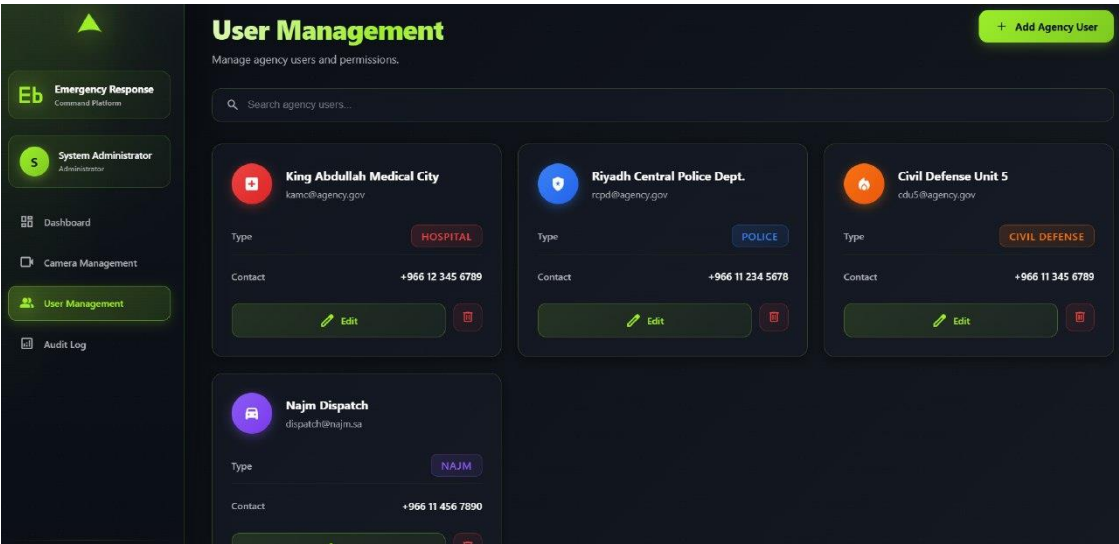 User Management
+ Add Agency User
Manage agency users and permissions.
Eb
Emergency Response
Command Platform
Search agency users...
S
System Administrator
Administrator
Dashboard
Camera Management
User Management
Audit Log
King Abdullah Medical City
kamc@agency.gov
Type
HOSPITAL
Contact
+966 12 345 6789
Edit
Riyadh Central Police Dept.
rcpd@agency.gov
Type
POLICE
Contact
+966 11 234 5678
Edit
Civil Defense Unit 5
cdu5@agency.gov
Type
CIVIL DEFENSE
Contact
+966 11 345 6789
Edit
Najm Dispatch
dispatch@najm.sa
Type
NAJM
Contact
+966 11 456 7890